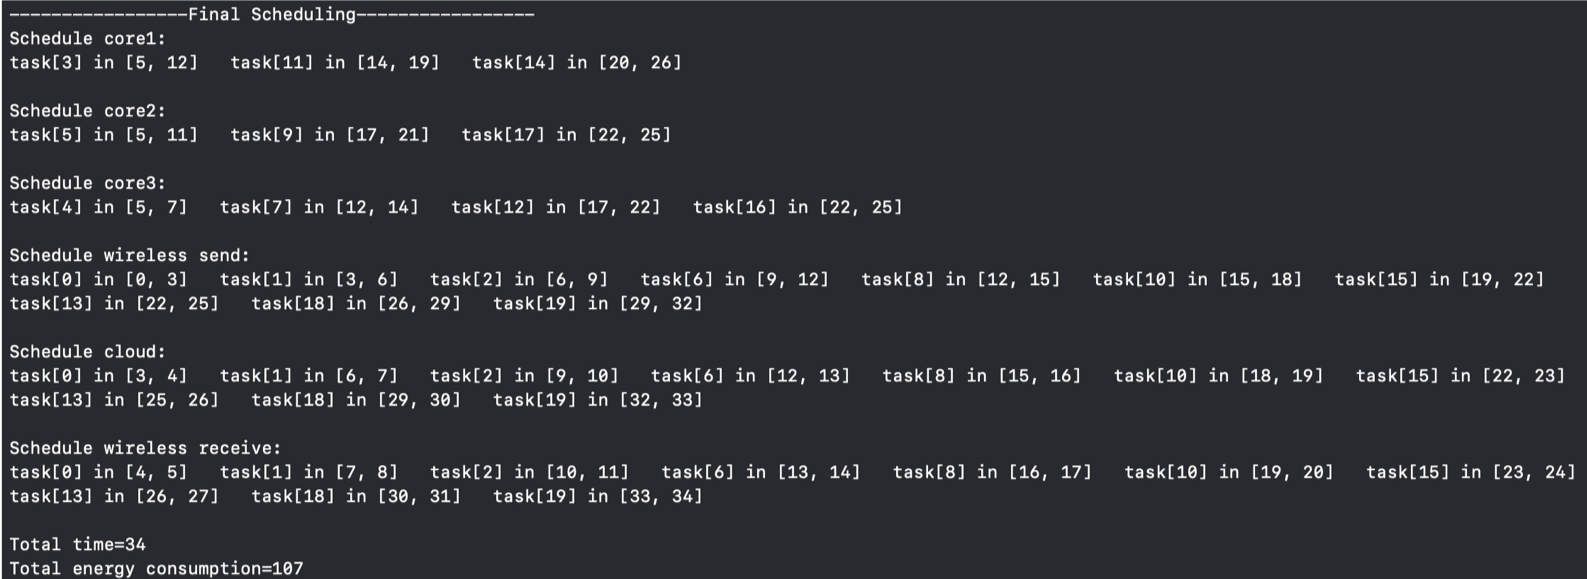 -----------------Final Scheduling-----------------
Schedule core1:
task[3] in [5, 12]   task[11] in [14, 19]   task[14] in [20, 26]
Schedule core2:
task[5] in [5, 11]   task[9] in [17, 21]   task[17] in [22, 25]
Schedule core3:
task[4] in [5, 7]   task[7] in [12, 14]   task[12] in [17, 22]   task[16] in [22, 25]
Schedule wireless send:
task[0] in [0, 3]   task[1] in [3, 6]   task[2] in [6, 9]   task[6] in [9, 12]   task[8] in [12, 15]   task[10] in [15, 18]   task[15] in [19, 22]
task[13] in [22, 25]   task[18] in [26, 29]   task[19] in [29, 32]
Schedule cloud:
task[0] in [3, 4]   task[1] in [6, 7]   task[2] in [9, 10]   task[6] in [12, 13]   task[8] in [15, 16]   task[10] in [18, 19]   task[15] in [22, 23]
task[13] in [25, 26]   task[18] in [29, 30]   task[19] in [32, 33]
Schedule wireless receive:
task[0] in [4, 5]   task[1] in [7, 8]   task[2] in [10, 11]   task[6] in [13, 14]   task[8] in [16, 17]   task[10] in [19, 20]   task[15] in [23, 24]
task[13] in [26, 27]   task[18] in [30, 31]   task[19] in [33, 34]
Total time=34
Total energy consumption=107